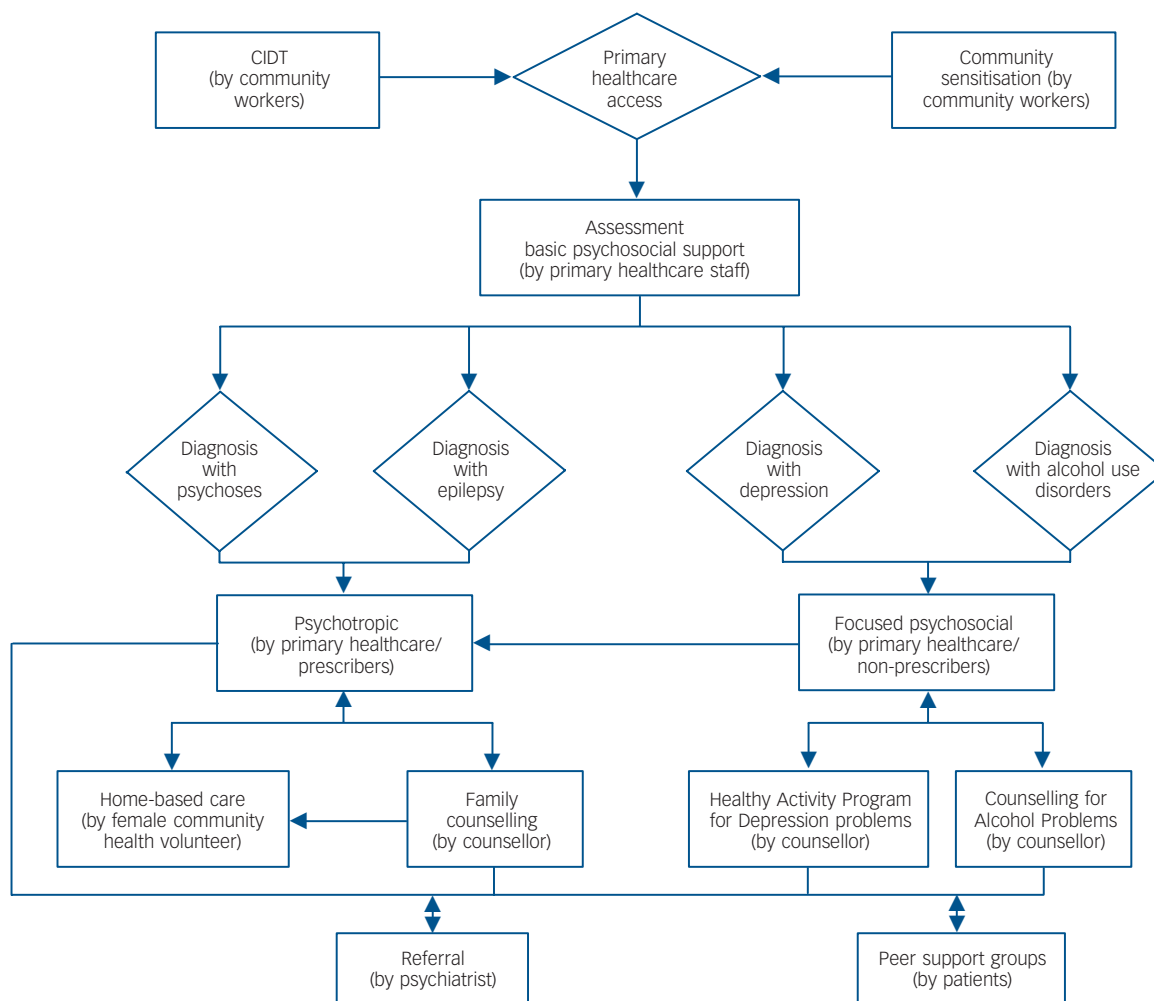 CIDT
(by community
workers)
Primary
healthcare
access
Community
sensitisation (by
community workers)
Assessment
basic psychosocial support
(by primary healthcare staff)
Diagnosis
with
psychoses
Diagnosis
with
epilepsy
Diagnosis
with
depression
Diagnosis
with alcohol use
disorders
Psychotropic
(by primary healthcare/
prescribers)
Focused psychosocial
(by primary healthcare/
non-prescribers)
Home-based care
(by female community
health volunteer)
Family
counselling
(by counsellor)
Healthy Activity Program
for Depression problems
(by counsellor)
Counselling for
Alcohol Problems
(by counsellor)
Referral
(by psychiatrist)
Peer support groups
(by patients)